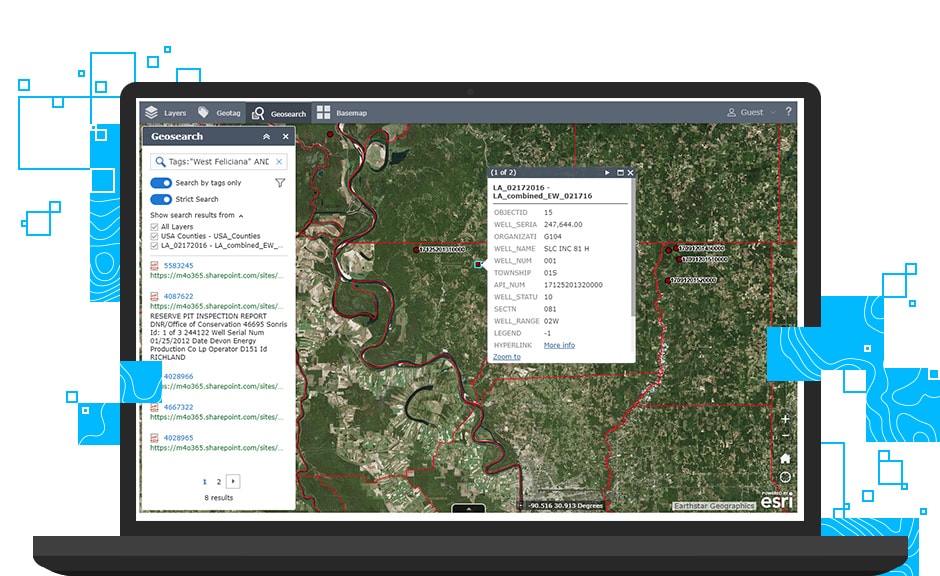 Layers
Geotag
Geosearch
Basemap
Guest
?
Geosearch
Tags:"West Feliciana" AND
Search by tags only
Strict Search
Show search results from
All Layers
USA Counties - USA_Counties
LA_02172016 - LA_combined_EW_...
5583245
https://m4o365.sharepoint.com/sites/...
4087622
https://m4o365.sharepoint.com/sites/...
RESERVE PIT INSPECTION REPORT
DNR/Office of Conservation 46695 Sonris
Id: 1 of 3 244122 Well Serial Num
01/25/2012 Date Devon Energy
Production Co Lp Operator D151 Id
RICHLAND
4028966
https://m4o365.sharepoint.com/sites/...
4667322
https://m4o365.sharepoint.com/sites/...
4028965
https://m4o365.sharepoint.com/sites/...
1 2
8 results
17125201310000
(1 of 2)
LA_02172016 -
LA_combined_EW_021716
OBJECTID 15
WELL_SERIA 247,644.00
ORGANIZATI G104
WELL_NAME SLC INC 81 H
WELL_NUM 001
TOWNSHIP 01S
API_NUM 17125201320000
WELL_STATU 10
SECTN 081
WELL_RANGE 02W
LEGEND -1
HYPERLINK More info
Zoom to
17091201510000
17091201520000
-90.516 30.913 Degrees
Earthstar Geographics
POWERED BY
esri